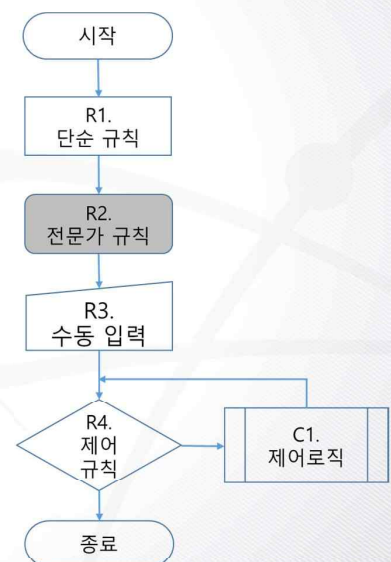 시작
R1.
단순 규칙
R2.
전문가 규칙
R3.
수동 입력
R4.
제어
규칙
C1.
제어로직
종료